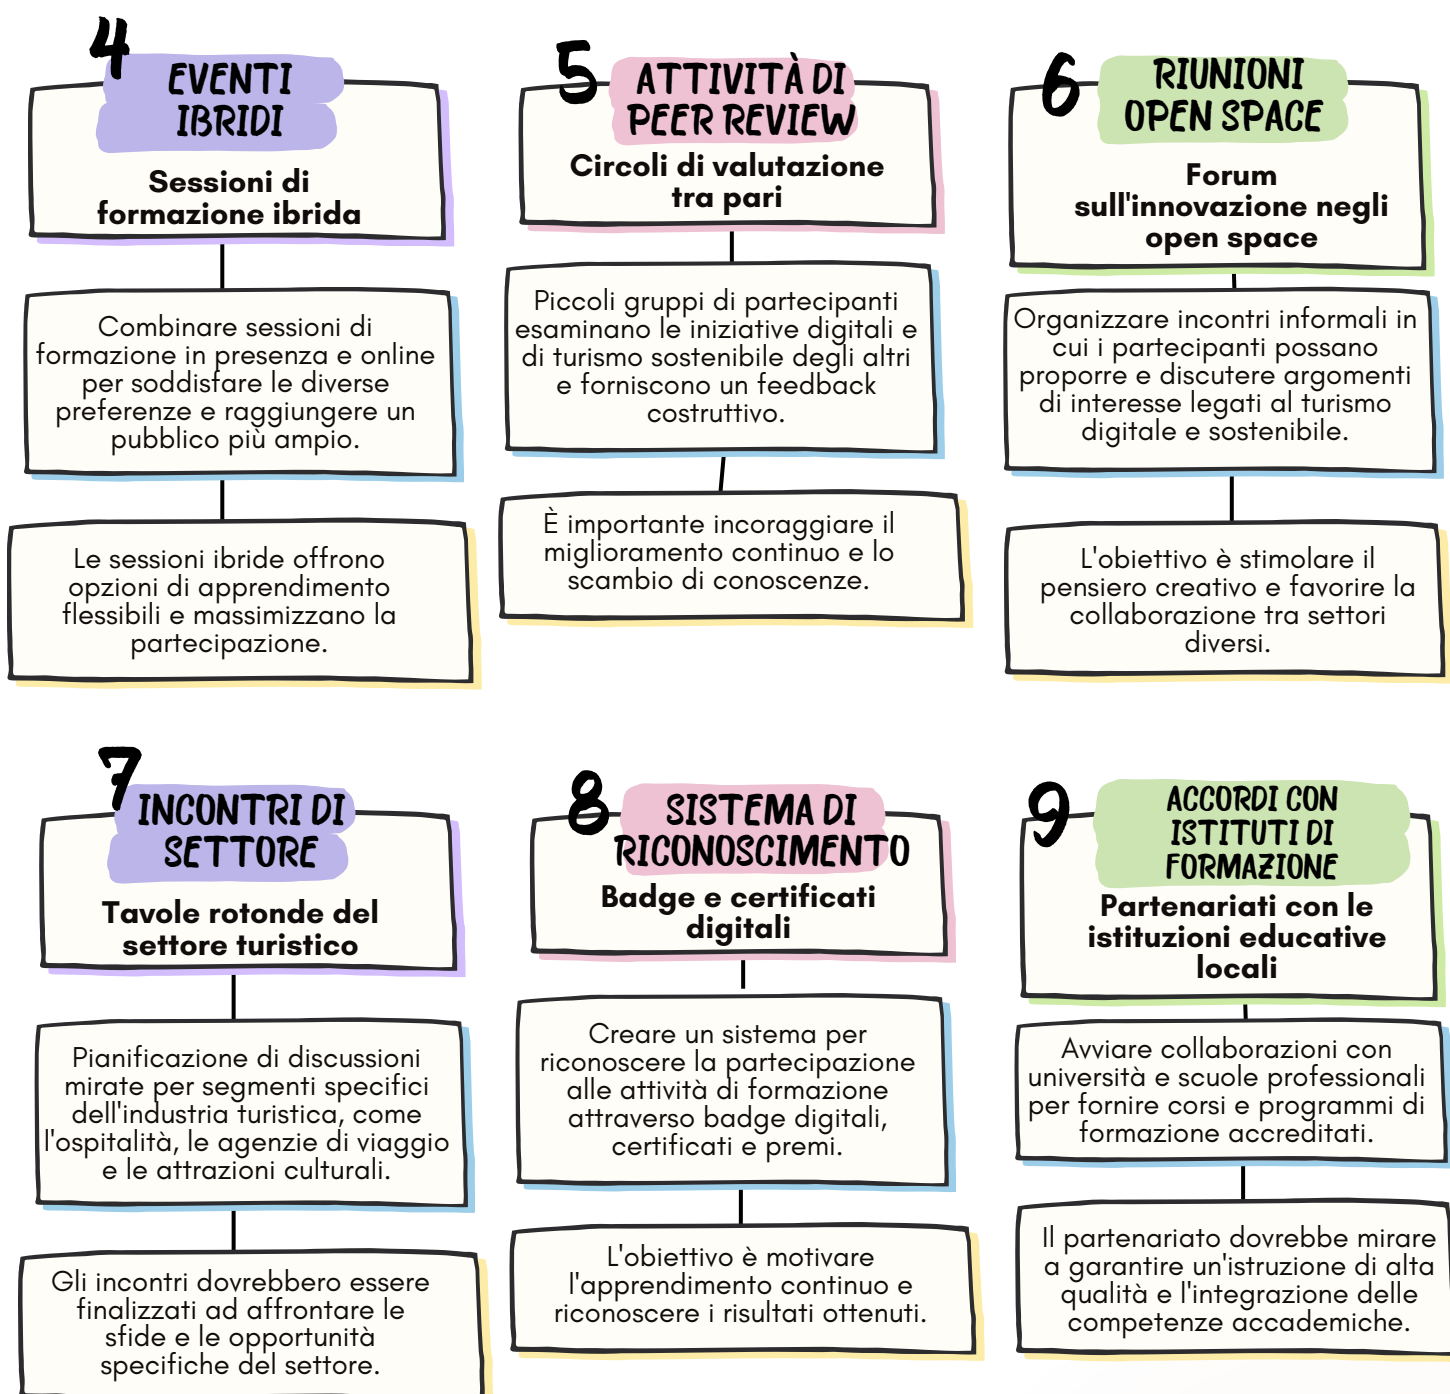 4
EVENTI
IBRIDI
Sessioni di
formazione ibrida
Combinare sessioni di
formazione in presenza e online
per soddisfare le diverse
preferenze e raggiungere un
pubblico più ampio.
Le sessioni ibride offrono
opzioni di apprendimento
flessibili e massimizzano la
partecipazione.
5
ATTIVITÀ DI
PEER REVIEW
Circoli di valutazione
tra pari
Piccoli gruppi di partecipanti
esaminano le iniziative digitali e
di turismo sostenibile degli altri
e forniscono un feedback
costruttivo.
È importante incoraggiare il
miglioramento continuo e lo
scambio di conoscenze.
6
RIUNIONI
OPEN SPACE
Forum
sull'innovazione negli
open space
Organizzare incontri informali in
cui i partecipanti possano
proporre e discutere argomenti
di interesse legati al turismo
digitale e sostenibile.
L'obiettivo è stimolare il
pensiero creativo e favorire la
collaborazione tra settori
diversi.
7
INCONTRI DI
SETTORE
Tavole rotonde del
settore turistico
Pianificazione di discussioni
mirate per segmenti specifici
dell'industria turistica, come
l'ospitalità, le agenzie di viaggio
e le attrazioni culturali.
Gli incontri dovrebbero essere
finalizzati ad affrontare le
sfide e le opportunità
specifiche del settore.
8
SISTEMA DI
RICONOSCIMENTO
Badge e certificati
digitali
Creare un sistema per
riconoscere la partecipazione
alle attività di formazione
attraverso badge digitali,
certificati e premi.
L'obiettivo è motivare
l'apprendimento continuo e
riconoscere i risultati ottenuti.
9
ACCORDI CON
ISTITUTI DI
FORMAZIONE
Partenariati con le
istituzioni educative
locali
Avviare collaborazioni con
università e scuole professionali
per fornire corsi e programmi di
formazione accreditati.
Il partenariato dovrebbe mirare
a garantire un'istruzione di alta
qualità e l'integrazione delle
competenze accademiche.